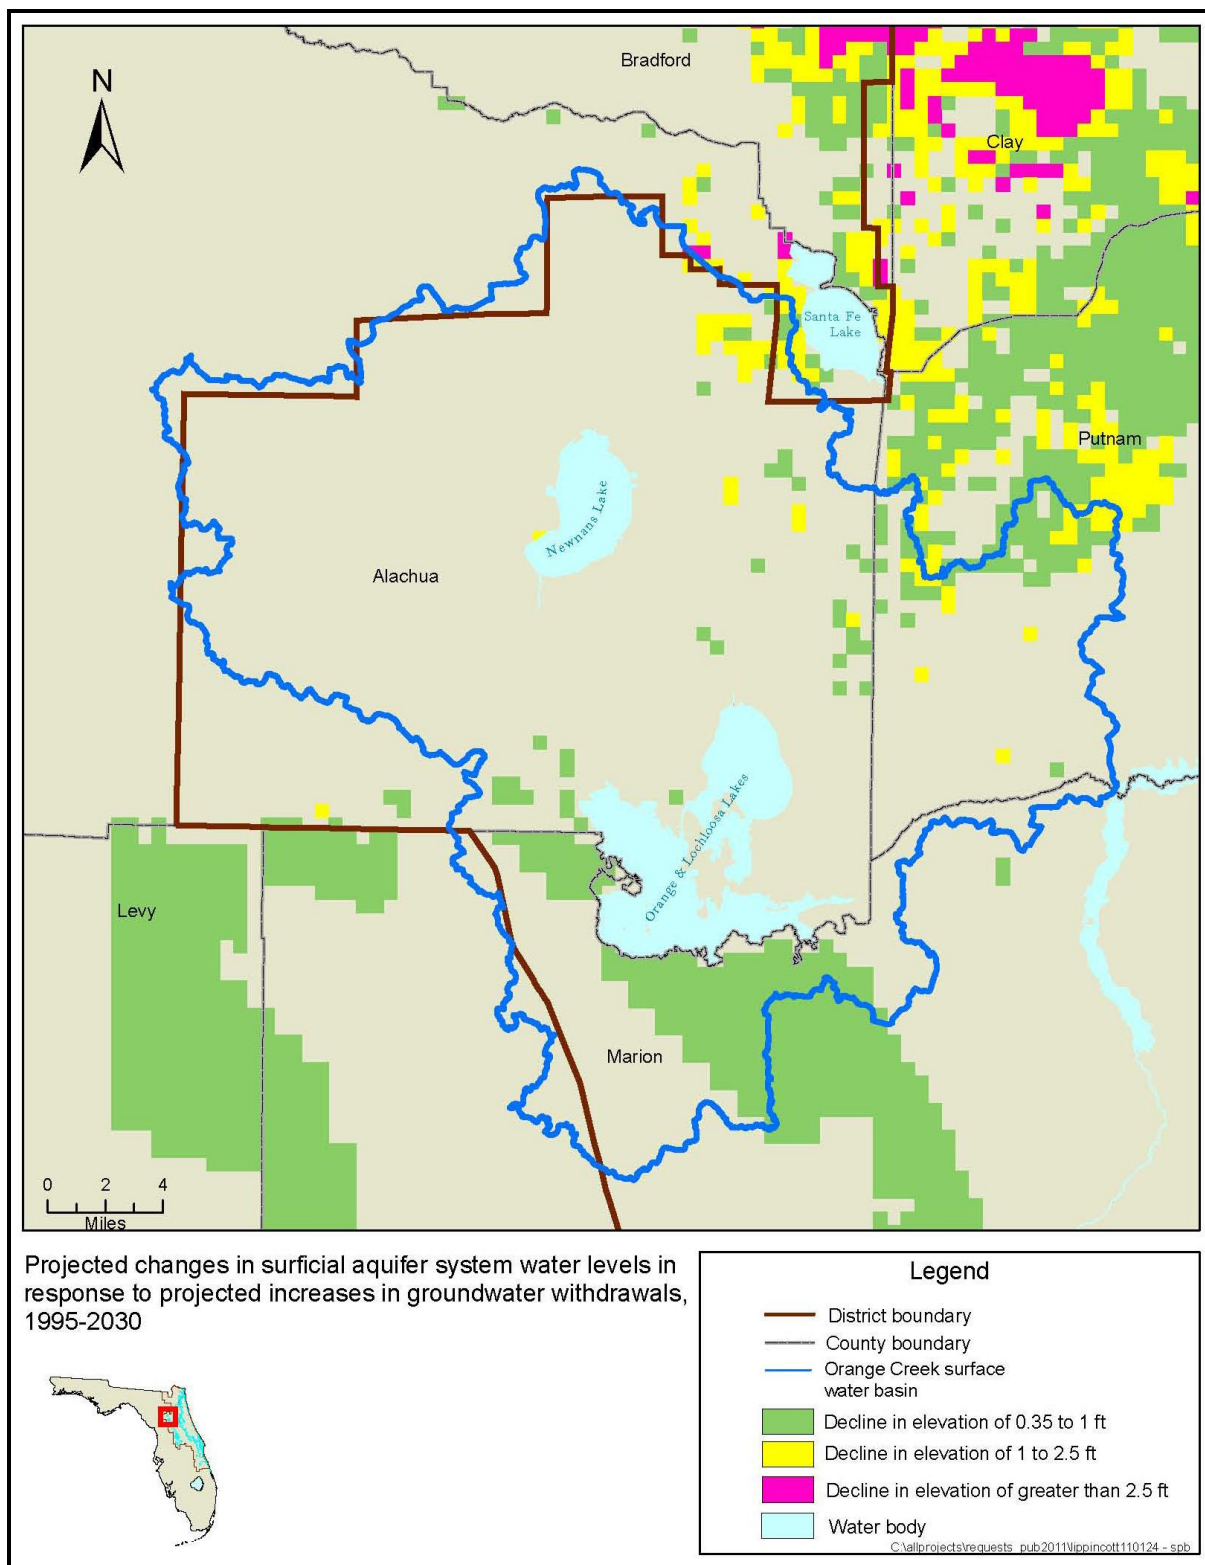 Bradford
N
Clay
Santa Fe
Lake
Putnam
Newnans Lake
Alachua
Orange & Lochloosa Lakes
Levy
Marion
0 2 4
Miles
Projected changes in surficial aquifer system water levels in
response to projected increases in groundwater withdrawals,
1995-2030
Legend
District boundary
County boundary
Orange Creek surface
water basin
Decline in elevation of 0.35 to 1 ft
Decline in elevation of 1 to 2.5 ft
Decline in elevation of greater than 2.5 ft
Water body
C:\allprojects\requests_pub2011\lippincott110124 - spb